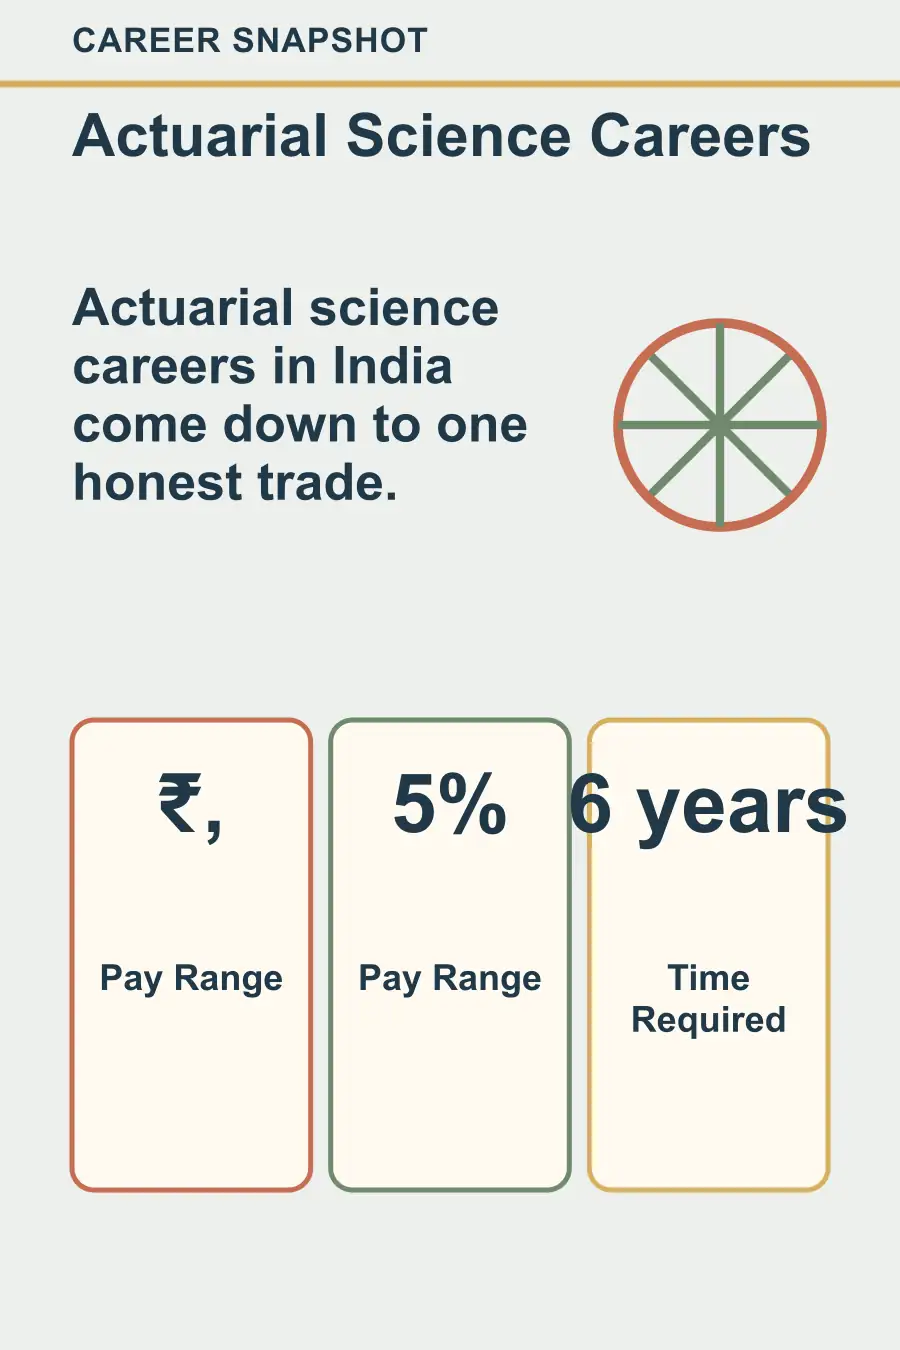 CAREER SNAPSHOT
Actuarial Science Careers
Actuarial science
careers in India
come down to one
honest trade.
₹,
Pay Range
5%
Pay Range
6 years
Time
Required